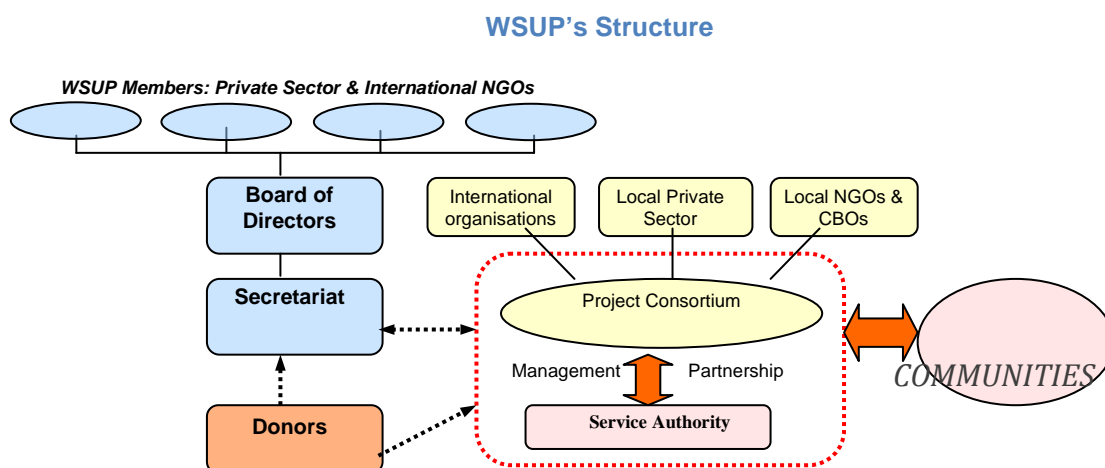 WSUP’s Structure
WSUP Members: Private Sector & International NGOs
Board of
Directors
International
organisations
Local Private
Sector
Local NGOs &
CBOs
Secretariat
Project Consortium
Management
Partnership
COMMUNITIES
Donors
Service Authority